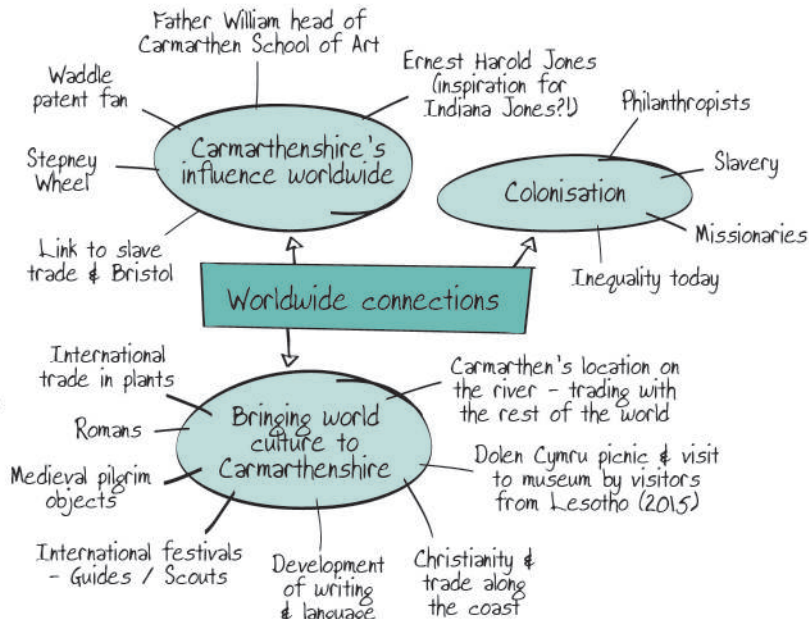 Father William head of
Carmarthen School of Art
Waddle
patent fan
Stepney
Wheel
Link to slave
trade & Bristol
Ernest Harold Jones
(inspiration for
Indiana Jones?!)
Carmarthenshire's
influence worldwide
Philanthropists
Slavery
Missionaries
Inequality today
Colonisation
Worldwide connections
International
trade in plants
Romans
Medieval pilgrim
objects
International festivals
- Guides / Scouts
Development
of writing
& language
Christianity &
trade along
the coast
Dolen Cymru picnic & visit
to museum by visitors
from Lesotho (2015)
Carmarthen's location on
the river - trading with
the rest of the world
Bringing world
culture to
Carmarthenshire